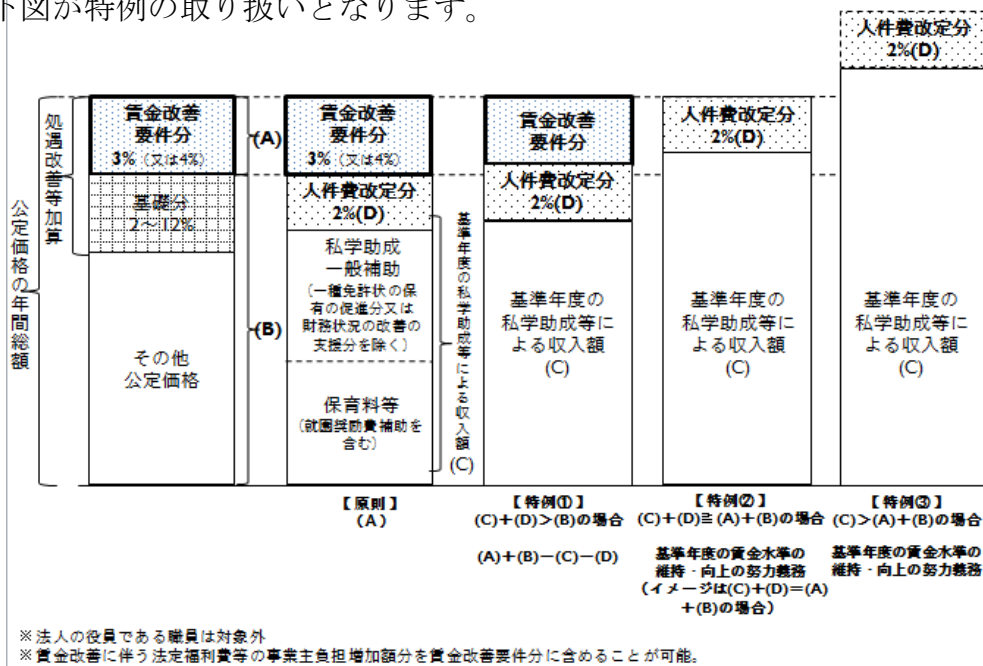 下図が特例の取り扱いとなります。
人件費改定分
2%(D)
公定価格の年間総額
処遇改善等加算
賃金改善
要件分
3%（又は4%）
基礎分
2～12%
その他
公定価格
(A)
(B)
賃金改善
要件分
3%（又は4%）
人件費改定分
2%(D)
私学助成
一般補助
（一種免許状の保
有の促進分又は
財務状況の改善の
支援分を除く）
保育料等
（就園奨励費補助を
含む）
基準年度の私学助成等による収入額
(C)
賃金改善
要件分
人件費改定分
2%(D)
基準年度の
私学助成等に
よる収入額
(C)
人件費改定分
2%(D)
基準年度の
私学助成等に
よる収入額
(C)
基準年度の
私学助成等に
よる収入額
(C)
【原則】
（A）
【特例①】
(C)+(D)>(B)の場合
(A)+(B)－(C)－(D)
【特例②】
(C)+(D)≧(A)+(B)の場合
基準年度の賃金水準の
維持・向上の努力義務
（イメージは(C)+(D)=(A)
+(B)の場合）
【特例③】
(C)>(A)+(B)の場合
基準年度の賃金水準の
維持・向上の努力義務
※法人の役員である職員は対象外
※賃金改善に伴う法定福利費等の事業主負担増加額分を賃金改善要件分に含めることが可能。